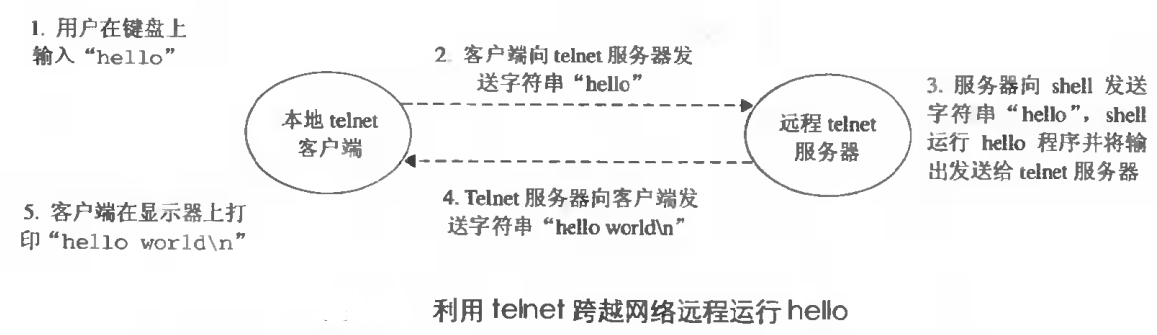 1. 用户在键盘上
输入“hello”
2. 客户端向 telnet 服务器发
送字符串“hello”
本地 telnet
客户端
远程 telnet
服务器
3. 服务器向 shell 发送
字符串“hello”，shell
运行 hello 程序并将输
出发送给 telnet 服务器
4. Telnet 服务器向客户端发
送字符串“hello world\n”
5. 客户端在显示器上打
印“hello world\n”
利用 telnet 跨越网络远程运行 hello